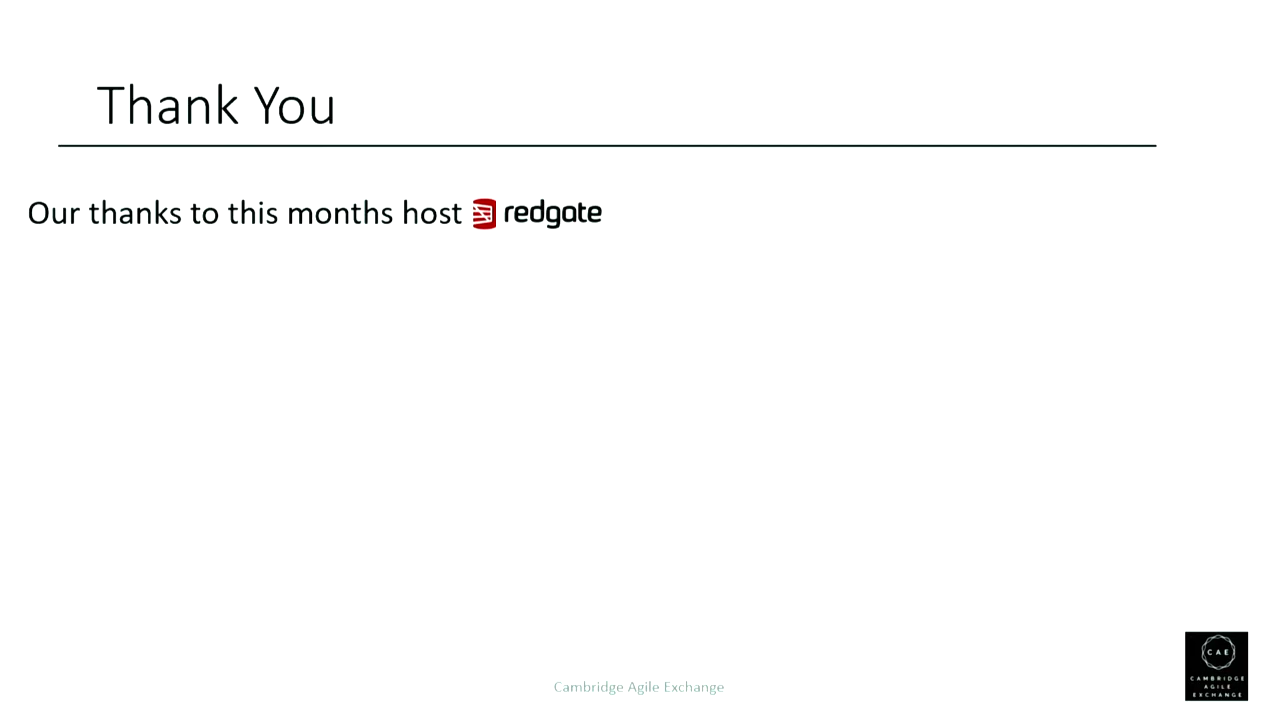 Thank You
Our thanks to this months host redgate
Cambridge Agile Exchange
CAE
CAMBRIDGE
AGILE
EXCHANGE